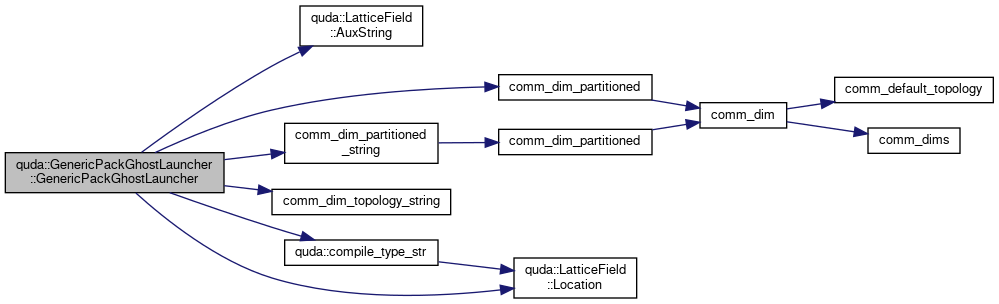 quda::LatticeField
::AuxString
comm_dim_partitioned
comm_default_topology
comm_dim
comm_dim_partitioned
_string
comm_dim_partitioned
comm_dims
quda::GenericPackGhostLauncher
::GenericPackGhostLauncher
comm_dim_topology_string
quda::compile_type_str
quda::LatticeField
::Location